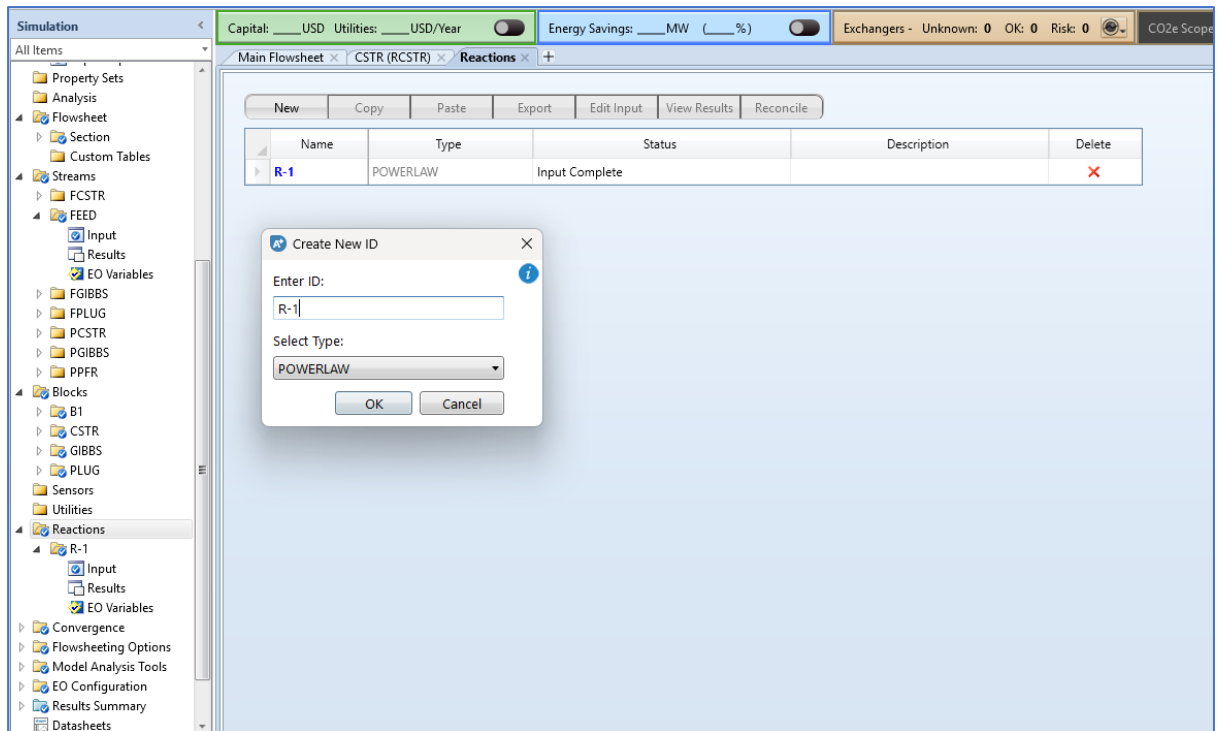 Simulation
All Items
Property Sets
Analysis
Flowsheet
Section
Custom Tables
Streams
FCSTR
FEED
Input
Results
EO Variables
FGIBBS
FPLUG
PCSTR
PGIBBS
PPFR
Blocks
B1
CSTR
GIBBS
PLUG
Sensors
Utilities
Reactions
R-1
Input
Results
EO Variables
Convergence
Flowsheeting Options
Model Analysis Tools
EO Configuration
Results Summary
Datasheets
Capital: ____USD Utilities: ____USD/Year
Energy Savings: ____MW (____%)
Exchangers - Unknown: 0 OK: 0 Risk: 0
CO2e Scope
Main Flowsheet × CSTR (RCSTR) × Reactions × +
New Copy Paste Export Edit Input View Results Reconcile
Name Type Status Description Delete
R-1 POWERLAW Input Complete
Create New ID
Enter ID:
R-1
Select Type:
POWERLAW
OK Cancel